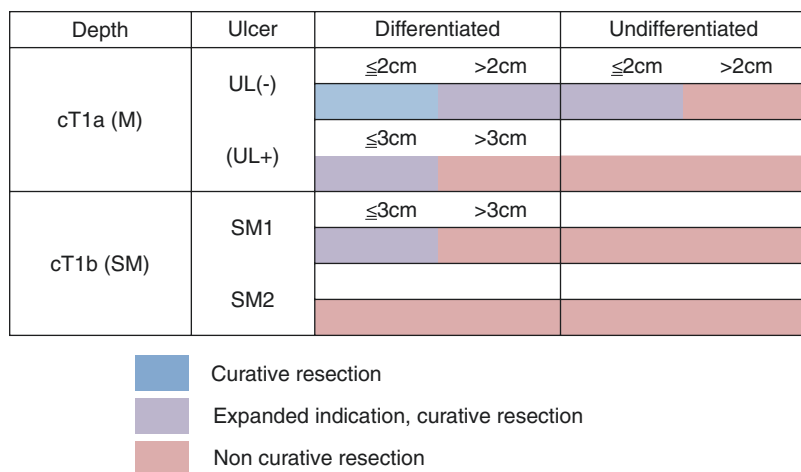 Depth Ulcer Differentiated Undifferentiated
≦2cm >2cm ≦2cm >2cm
UL(-)
cT1a (M)
≦3cm >3cm
(UL+)
≦3cm >3cm
SM1
cT1b (SM)
SM2
Curative resection
Expanded indication, curative resection
Non curative resection